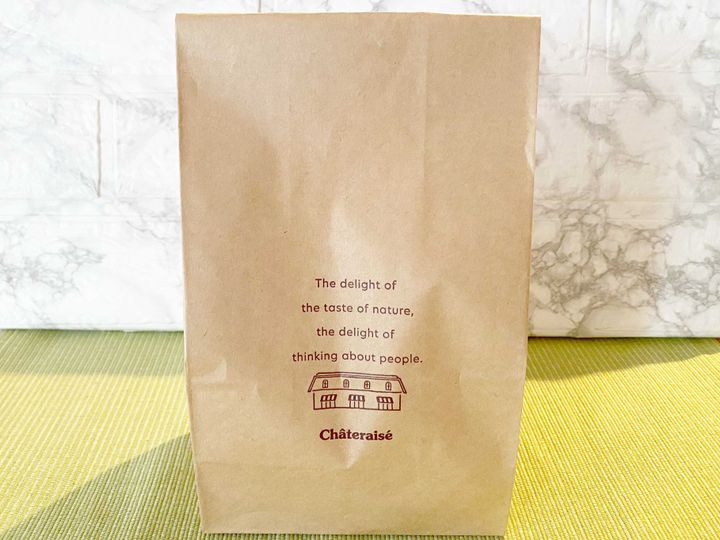 The delight of
the taste of nature,
the delight of
thinking about people.
Châteraisé